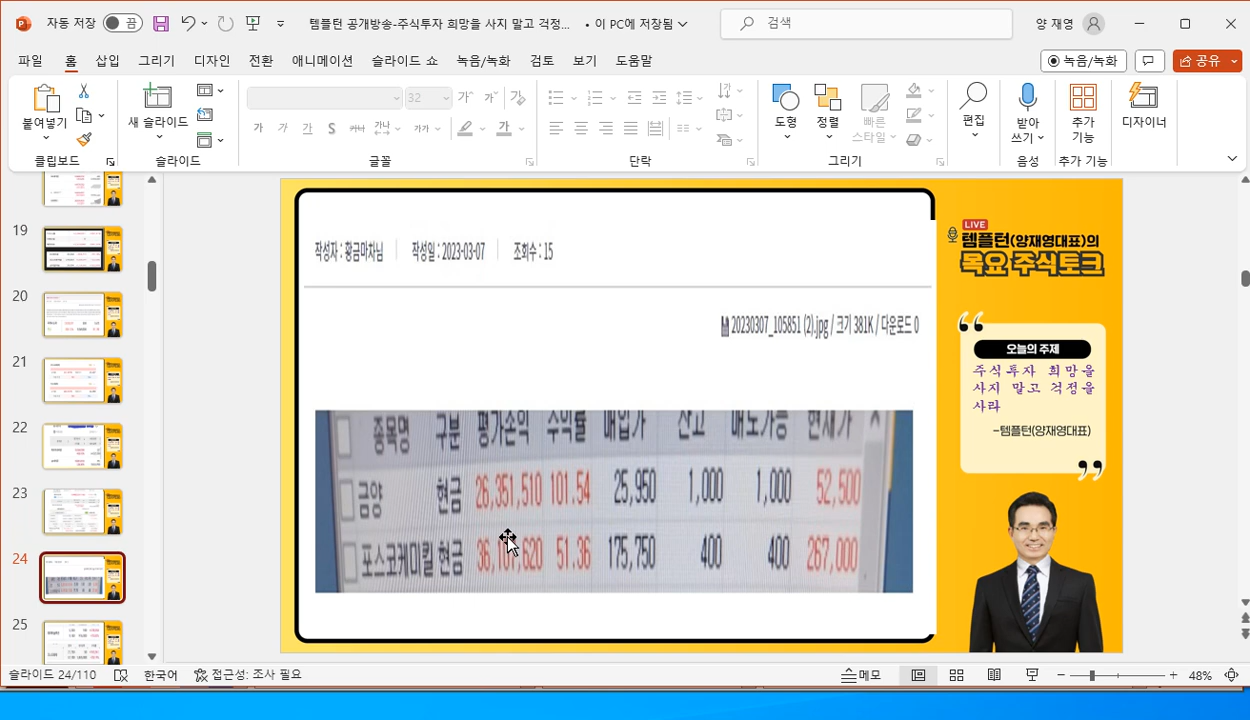 자동 저장 끔 템플턴 공개방송-주식투자 희망을 사지 말고 걱정... • 이 PC에 저장됨 검색 양 재영
파일 홈 삽입 그리기 디자인 전환 애니메이션 슬라이드 쇼 녹음/녹화 검토 보기 도움말 녹음/녹화 공유
붙여넣기
새 슬라이드
32
가 가 가 S 가나 가나 가가 가
도형
정렬
빠른
스타일
편집
받아
쓰기
추가
기능
디자이너
클립보드 슬라이드 글꼴 단락 그리기 음성 추가 기능
19
20
21
22
23
24
25
작성자 : 황금마차님 작성일 : 2023-03-07 조회수 : 15
20230307_105851 (2).jpg / 크기 381K / 다운로드 0
종목명 구분 평가손익 수익률 매입가 잔고 매도가능 현재가
금양 현금 26,351,510 101.54 25,950 1,000 1,000 52,500
포스코케미칼 현금 51.36 175,750 400 400 267,000
LIVE
템플턴(양재영대표)의
목요 주식토크
오늘의 주제
주식투자 희망을
사지 말고 걱정을
사라
-템플턴(양재영대표)
슬라이드 24/110 한국어 접근성: 조사 필요 메모 48%